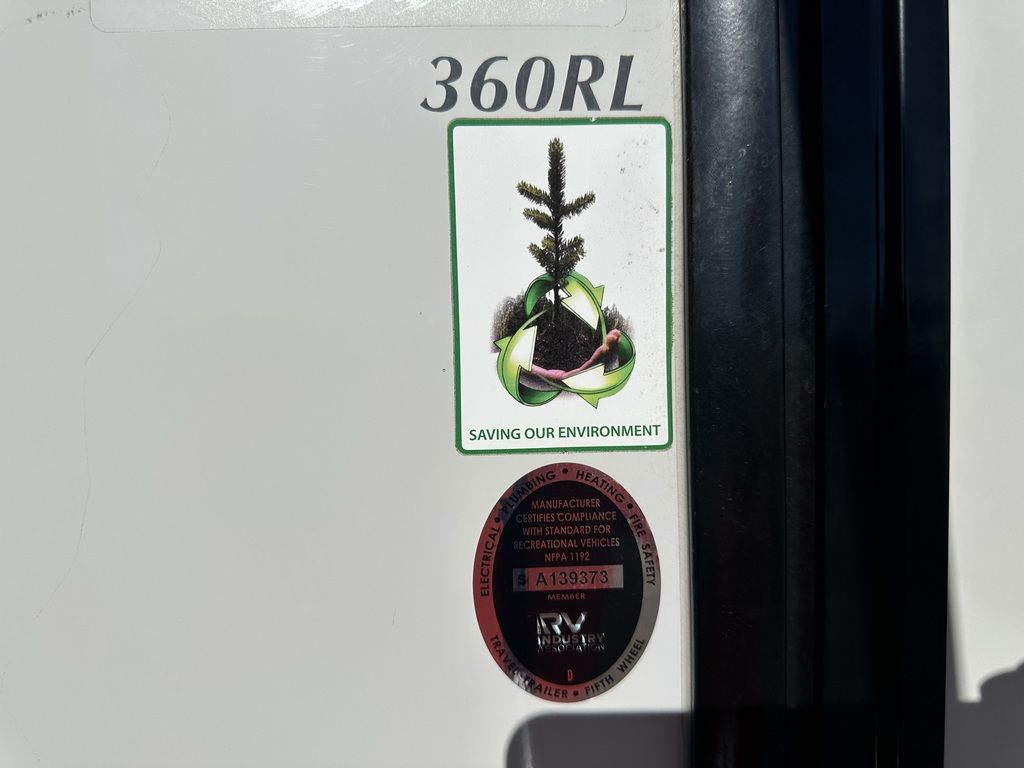 360RL
SAVING OUR ENVIRONMENT
ELECTRICAL • PLUMBING • HEATING • FIRE SAFETY
MANUFACTURER
CERTIFIES COMPLIANCE
WITH STANDARD FOR
RECREATIONAL VEHICLES
NFPA 1192
S A139373
MEMBER
RV
INDUSTRY
ASSOCIATION
D
TRAVEL TRAILER • FIFTH WHEEL